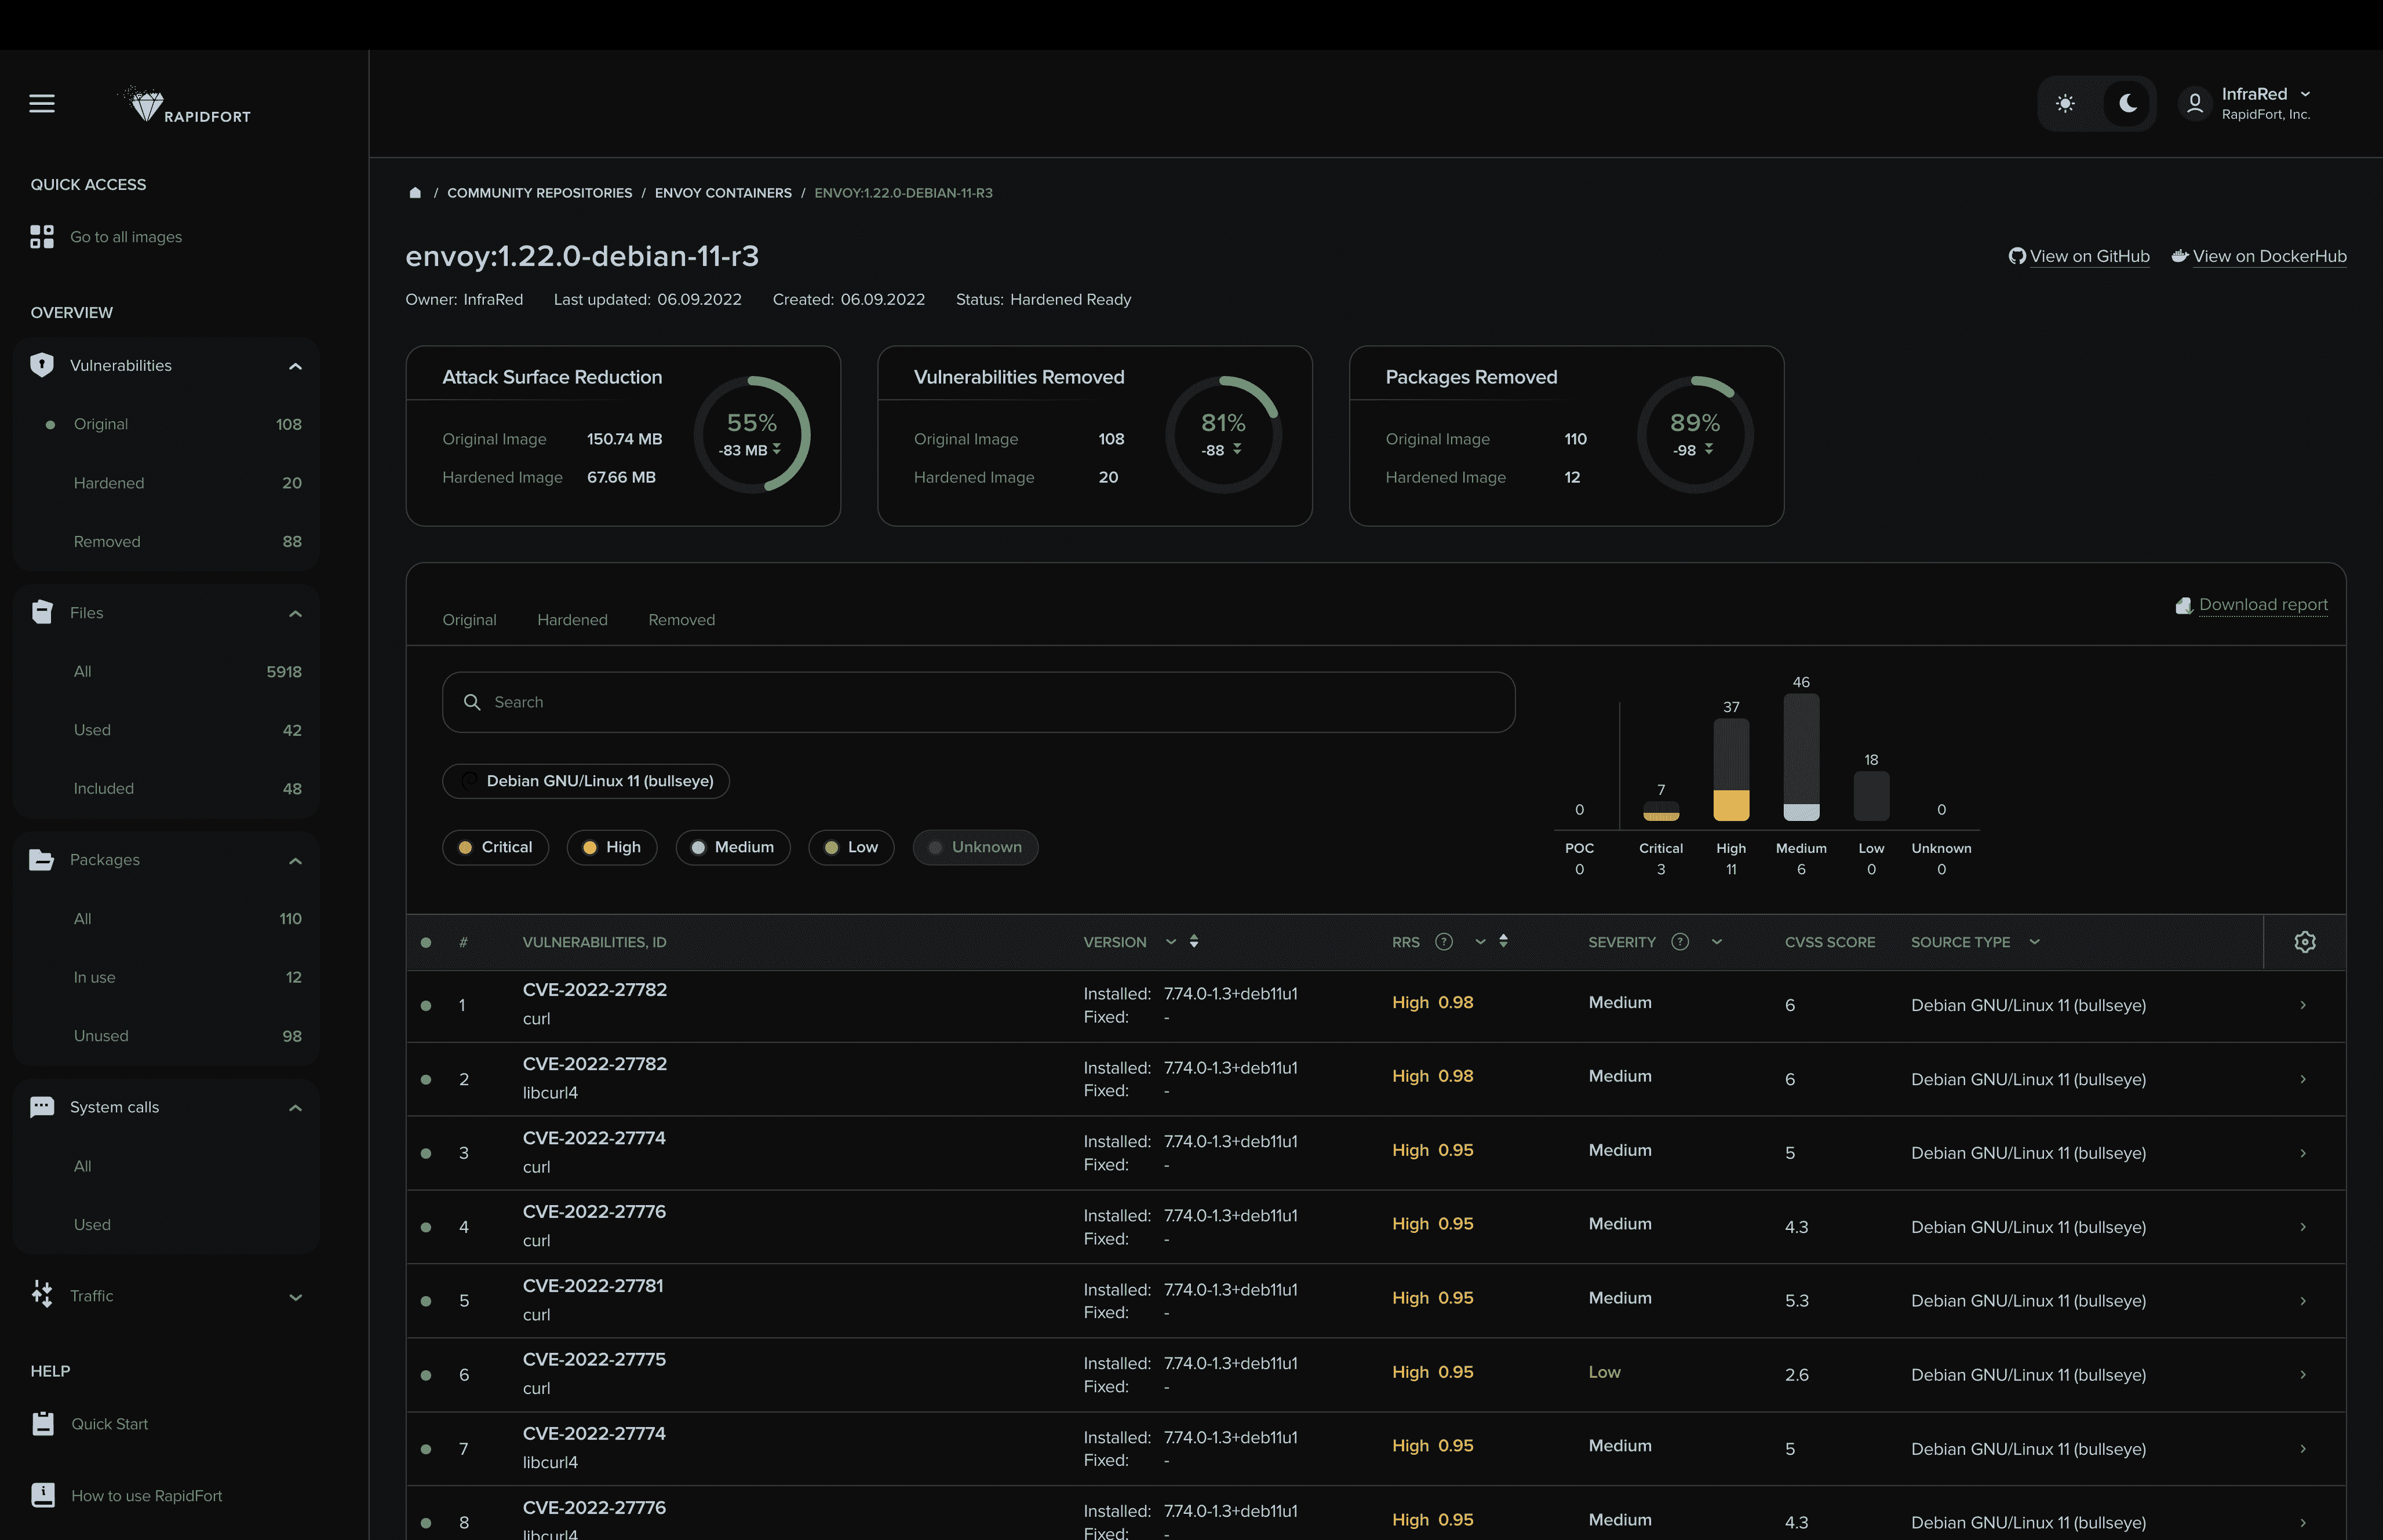 RAPIDFORT
InfraRed
RapidFort, Inc.
QUICK ACCESS
Go to all images
OVERVIEW
Vulnerabilities
Original 108
Hardened 20
Removed 88
Files
All 5918
Used 42
Included 48
Packages
All 110
In use 12
Unused 98
System calls
All
Used
Traffic
HELP
Quick Start
How to use RapidFort
/ COMMUNITY REPOSITORIES / ENVOY CONTAINERS / ENVOY:1.22.0-DEBIAN-11-R3
envoy:1.22.0-debian-11-r3
View on GitHub View on DockerHub
Owner: InfraRed Last updated: 06.09.2022 Created: 06.09.2022 Status: Hardened Ready
Attack Surface Reduction
Original Image 150.74 MB
Hardened Image 67.66 MB
55%
-83 MB
Vulnerabilities Removed
Original Image 108
Hardened Image 20
81%
-88
Packages Removed
Original Image 110
Hardened Image 12
89%
-98
Original Hardened Removed
Download report
Search
Debian GNU/Linux 11 (bullseye)
Critical High Medium Low Unknown
0 7 37 46 18 0
POC Critical High Medium Low Unknown
0 3 11 6 0 0
# VULNERABILITIES, ID VERSION RRS ? SEVERITY ? CVSS SCORE SOURCE TYPE
1 CVE-2022-27782 Installed: 7.74.0-1.3+deb11u1 High 0.98 Medium 6 Debian GNU/Linux 11 (bullseye)
curl Fixed: -
2 CVE-2022-27782 Installed: 7.74.0-1.3+deb11u1 High 0.98 Medium 6 Debian GNU/Linux 11 (bullseye)
libcurl4 Fixed: -
3 CVE-2022-27774 Installed: 7.74.0-1.3+deb11u1 High 0.95 Medium 5 Debian GNU/Linux 11 (bullseye)
curl Fixed: -
4 CVE-2022-27776 Installed: 7.74.0-1.3+deb11u1 High 0.95 Medium 4.3 Debian GNU/Linux 11 (bullseye)
curl Fixed: -
5 CVE-2022-27781 Installed: 7.74.0-1.3+deb11u1 High 0.95 Medium 5.3 Debian GNU/Linux 11 (bullseye)
curl Fixed: -
6 CVE-2022-27775 Installed: 7.74.0-1.3+deb11u1 High 0.95 Low 2.6 Debian GNU/Linux 11 (bullseye)
curl Fixed: -
7 CVE-2022-27774 Installed: 7.74.0-1.3+deb11u1 High 0.95 Medium 5 Debian GNU/Linux 11 (bullseye)
libcurl4 Fixed: -
8 CVE-2022-27776 Installed: 7.74.0-1.3+deb11u1 High 0.95 Medium 4.3 Debian GNU/Linux 11 (bullseye)
libcurl4 Fixed: -